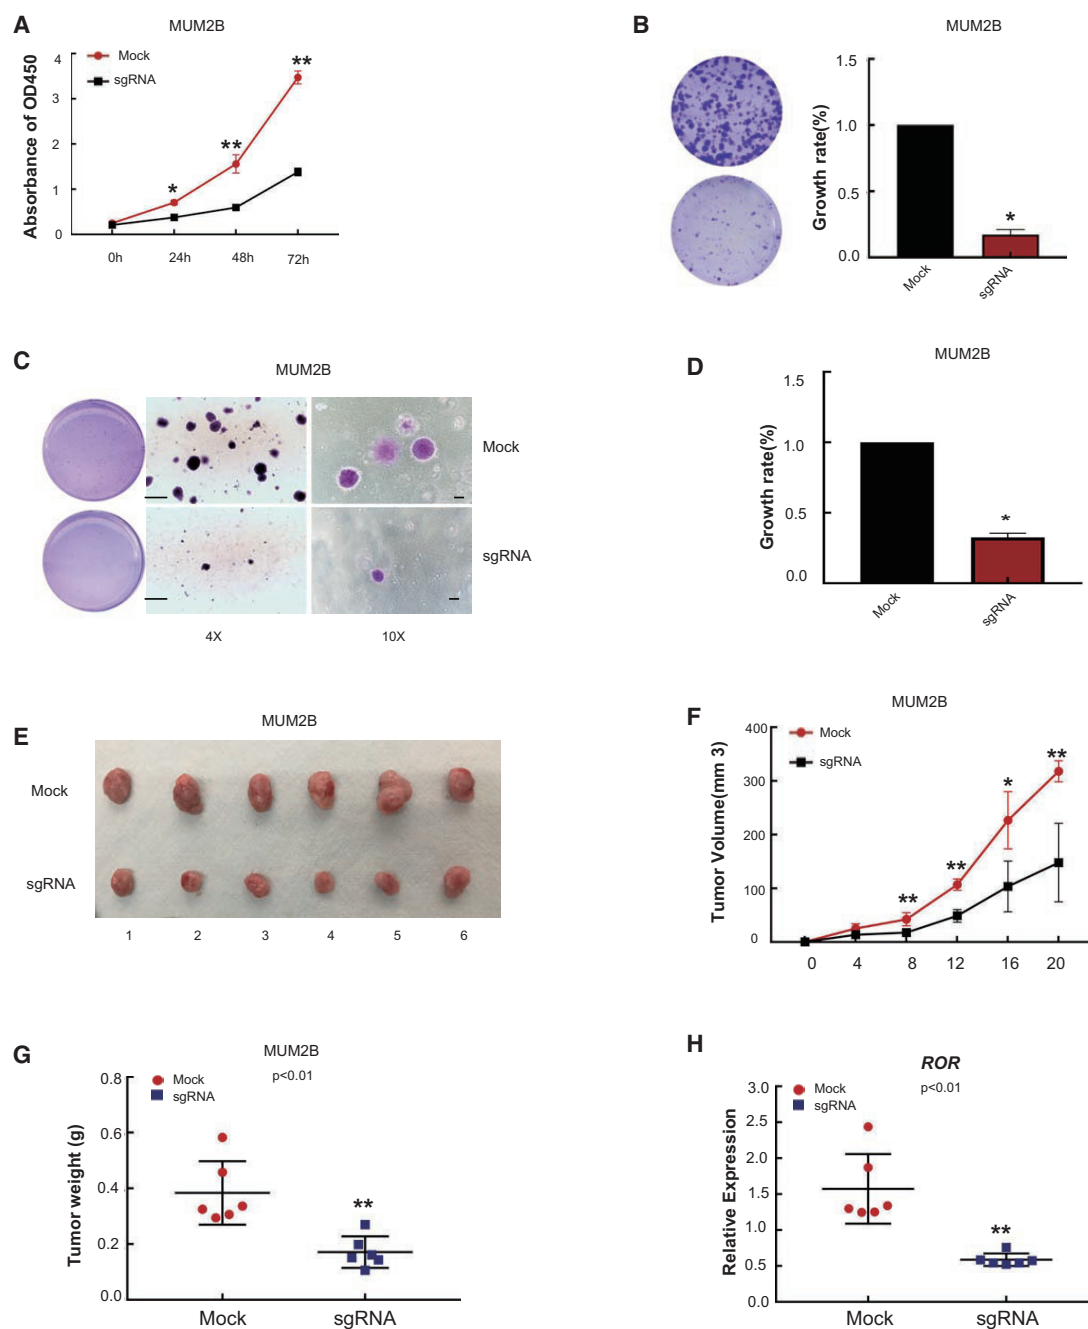 A
MUM2B
Absorbance of OD450
4
3
2
1
0
Mock
sgRNA
*
**
**
0h
24h
48h
72h
B
MUM2B
Growth rate(%)
1.5
1.0
0.5
0.0
*
Mock
sgRNA
C
MUM2B
Mock
sgRNA
4X
10X
D
MUM2B
Growth rate(%)
1.5
1.0
0.5
0.0
*
Mock
sgRNA
E
MUM2B
Mock
sgRNA
1 2 3 4 5 6
F
MUM2B
Tumor Volume(mm 3)
400
300
200
100
0
Mock
sgRNA
**
**
*
**
0 4 8 12 16 20
G
MUM2B
p<0.01
Tumor weight (g)
0.8
0.6
0.4
0.2
0.0
Mock
sgRNA
**
Mock
sgRNA
H
ROR
p<0.01
Relative Expression
3.0
2.5
2.0
1.5
1.0
0.5
0.0
Mock
sgRNA
**
Mock
sgRNA